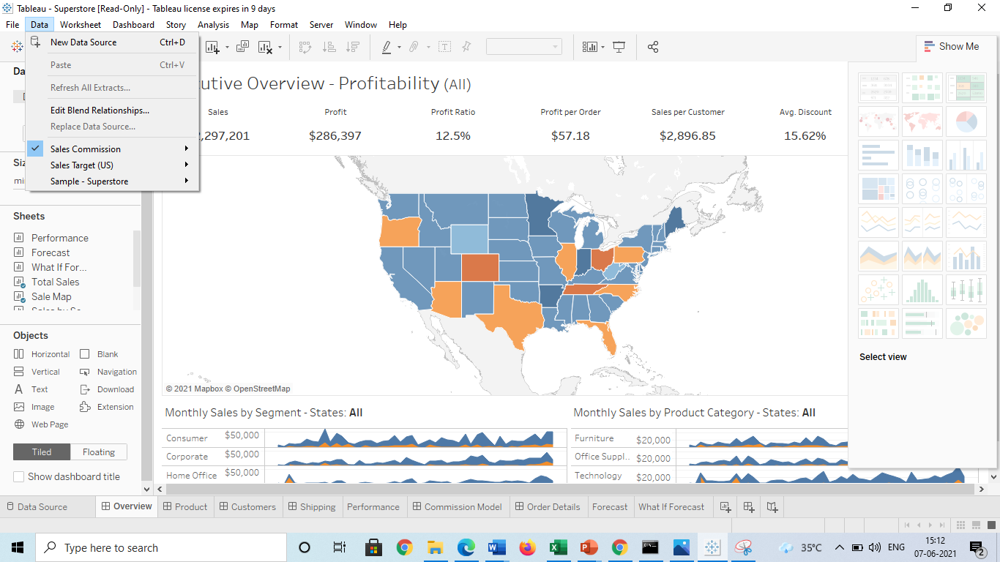 Tableau - Superstore [Read-Only] - Tableau license expires in 9 days
File Data Worksheet Dashboard Story Analysis Map Format Server Window Help
New Data Source Ctrl+D
Paste Ctrl+V
Refresh All Extracts...
Edit Blend Relationships...
Replace Data Source...
Sales Commission
Sales Target (US)
Sample - Superstore
Show Me
utive Overview - Profitability (All)
Sales Profit Profit Ratio Profit per Order Sales per Customer Avg. Discount
2,297,201 $286,397 12.5% $57.18 $2,896.85 15.62%
Sheets
Performance
Forecast
What If For...
Total Sales
Sale Map
Objects
Horizontal Blank
Vertical Navigation
Text Download
Image Extension
Web Page
Tiled Floating
Show dashboard title
© 2021 Mapbox © OpenStreetMap
Select view
Monthly Sales by Segment - States: All
Consumer $50,000
Corporate $50,000
Home Office $50,000
Monthly Sales by Product Category - States: All
Furniture $20,000
Office Suppl.. $20,000
Technology $20,000
Data Source Overview Product Customers Shipping Performance Commission Model Order Details Forecast What If Forecast
Type here to search
35°C ENG 15:12
07-06-2021
2